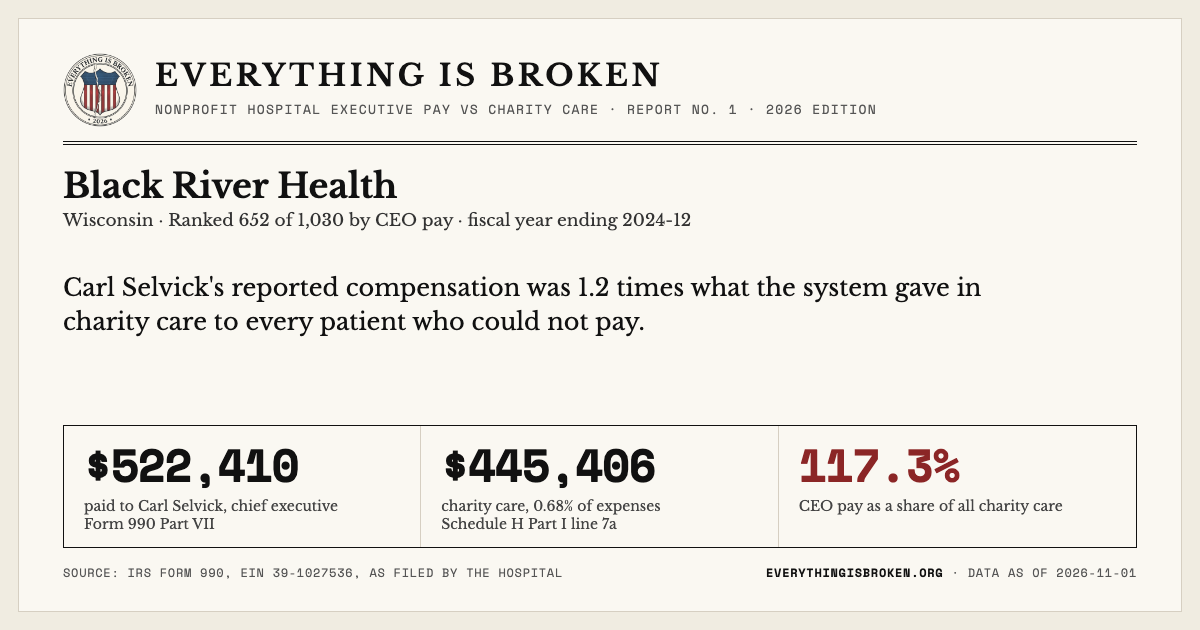 EVERYTHING IS BROKEN
2026
EVERYTHING IS BROKEN
NONPROFIT HOSPITAL EXECUTIVE PAY VS CHARITY CARE · REPORT NO. 1 · 2026 EDITION
Black River Health
Wisconsin · Ranked 652 of 1,030 by CEO pay · fiscal year ending 2024-12
Carl Selvick's reported compensation was 1.2 times what the system gave in
charity care to every patient who could not pay.
$522,410
paid to Carl Selvick, chief executive
Form 990 Part VII
$445,406
charity care, 0.68% of expenses
Schedule H Part I line 7a
117.3%
CEO pay as a share of all charity care
SOURCE: IRS FORM 990, EIN 39-1027536, AS FILED BY THE HOSPITAL
EVERYTHINGISBROKEN.ORG · DATA AS OF 2026-11-01